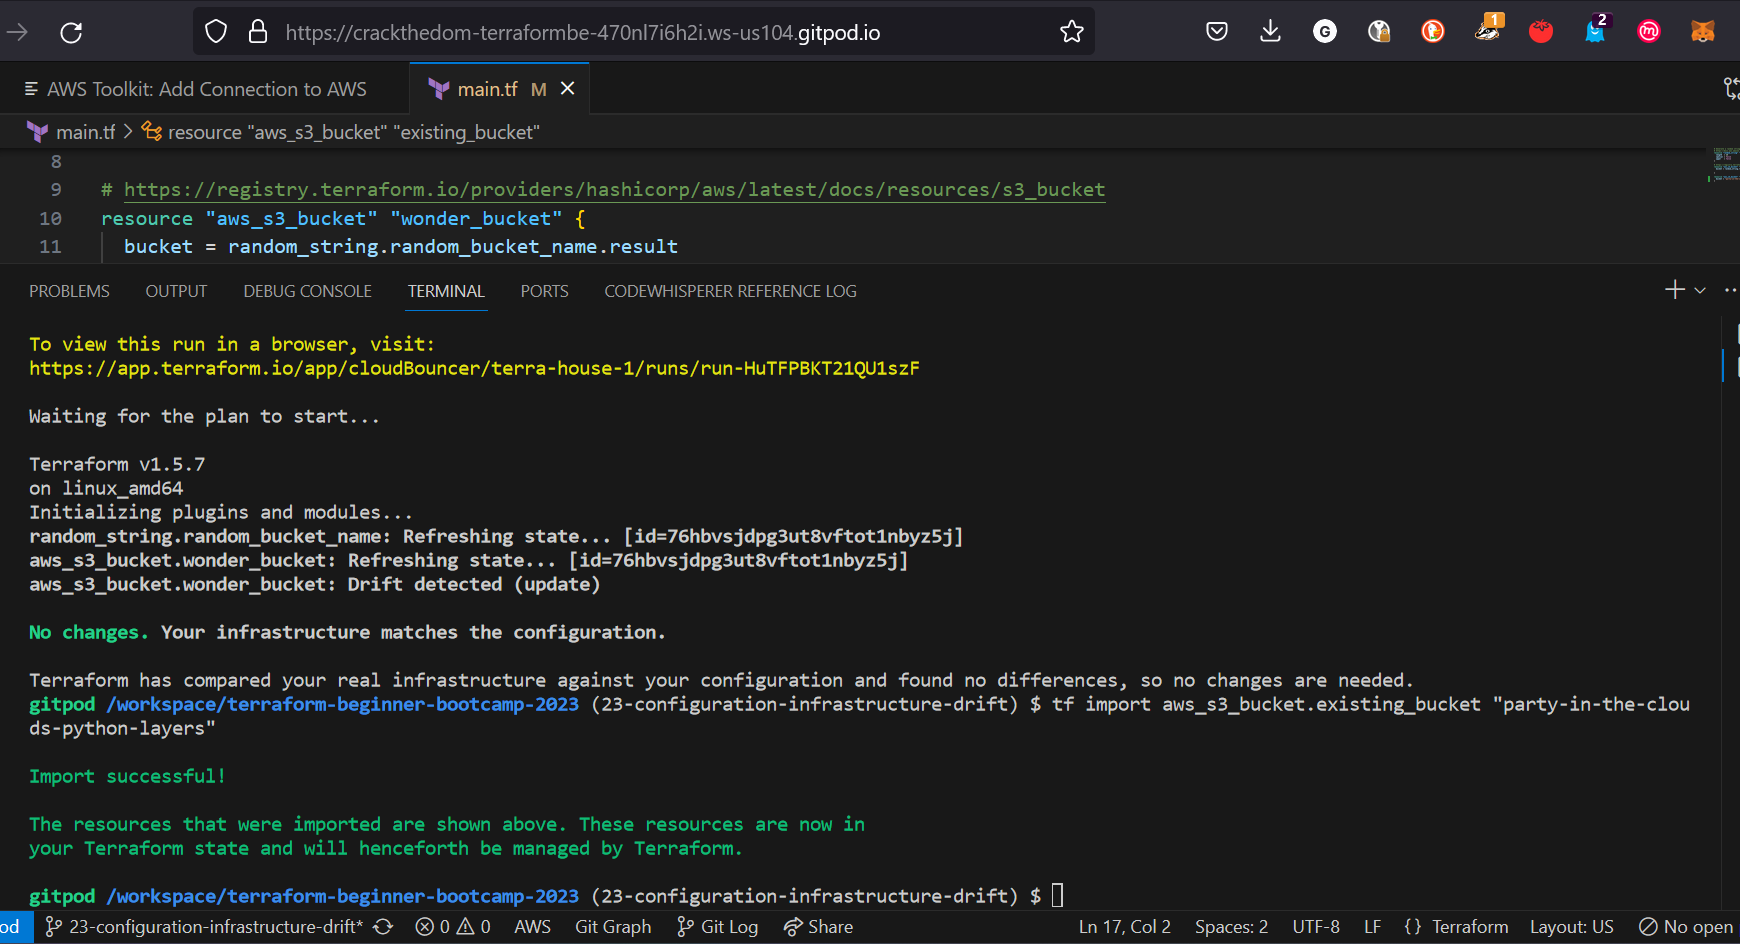 https://crackthedom-terraformbe-470nl7i6h2i.ws-us104.gitpod.io
G
1
2
m
AWS Toolkit: Add Connection to AWS
main.tf M
main.tf > resource "aws_s3_bucket" "existing_bucket"
8
9 # https://registry.terraform.io/providers/hashicorp/aws/latest/docs/resources/s3_bucket
10 resource "aws_s3_bucket" "wonder_bucket" {
11 bucket = random_string.random_bucket_name.result
PROBLEMS OUTPUT DEBUG CONSOLE TERMINAL PORTS CODEWHISPERER REFERENCE LOG
To view this run in a browser, visit:
https://app.terraform.io/app/cloudBouncer/terra-house-1/runs/run-HuTFPBKT21QU1szF
Waiting for the plan to start...
Terraform v1.5.7
on linux_amd64
Initializing plugins and modules...
random_string.random_bucket_name: Refreshing state... [id=76hbvsjdpg3ut8vftot1nbyz5j]
aws_s3_bucket.wonder_bucket: Refreshing state... [id=76hbvsjdpg3ut8vftot1nbyz5j]
aws_s3_bucket.wonder_bucket: Drift detected (update)
No changes. Your infrastructure matches the configuration.
Terraform has compared your real infrastructure against your configuration and found no differences, so no changes are needed.
gitpod /workspace/terraform-beginner-bootcamp-2023 (23-configuration-infrastructure-drift) $ tf import aws_s3_bucket.existing_bucket "party-in-the-clou
ds-python-layers"
Import successful!
The resources that were imported are shown above. These resources are now in
your Terraform state and will henceforth be managed by Terraform.
gitpod /workspace/terraform-beginner-bootcamp-2023 (23-configuration-infrastructure-drift) $
od 23-configuration-infrastructure-drift* 0 0 AWS Git Graph Git Log Share Ln 17, Col 2 Spaces: 2 UTF-8 LF {} Terraform Layout: US No open